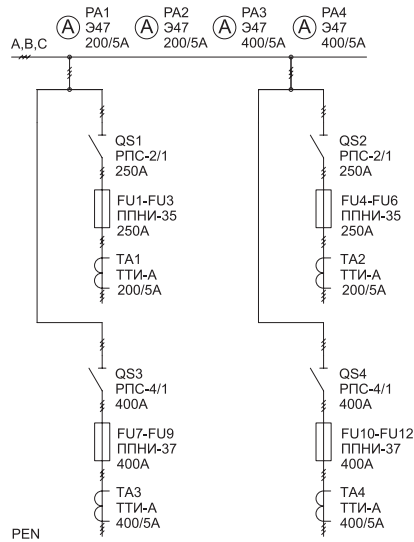 A
PA1
Э47
200/5A
A
PA2
Э47
200/5A
A
PA3
Э47
400/5A
A
PA4
Э47
400/5A
A,B,C
QS1
РПС-2/1
250A
FU1-FU3
ППНИ-35
250A
TA1
ТТИ-А
200/5A
QS2
РПС-2/1
250A
FU4-FU6
ППНИ-35
250A
TA2
ТТИ-А
200/5A
QS3
РПС-4/1
400A
FU7-FU9
ППНИ-37
400A
TA3
ТТИ-А
400/5A
QS4
РПС-4/1
400A
FU10-FU12
ППНИ-37
400A
TA4
ТТИ-А
400/5A
PEN